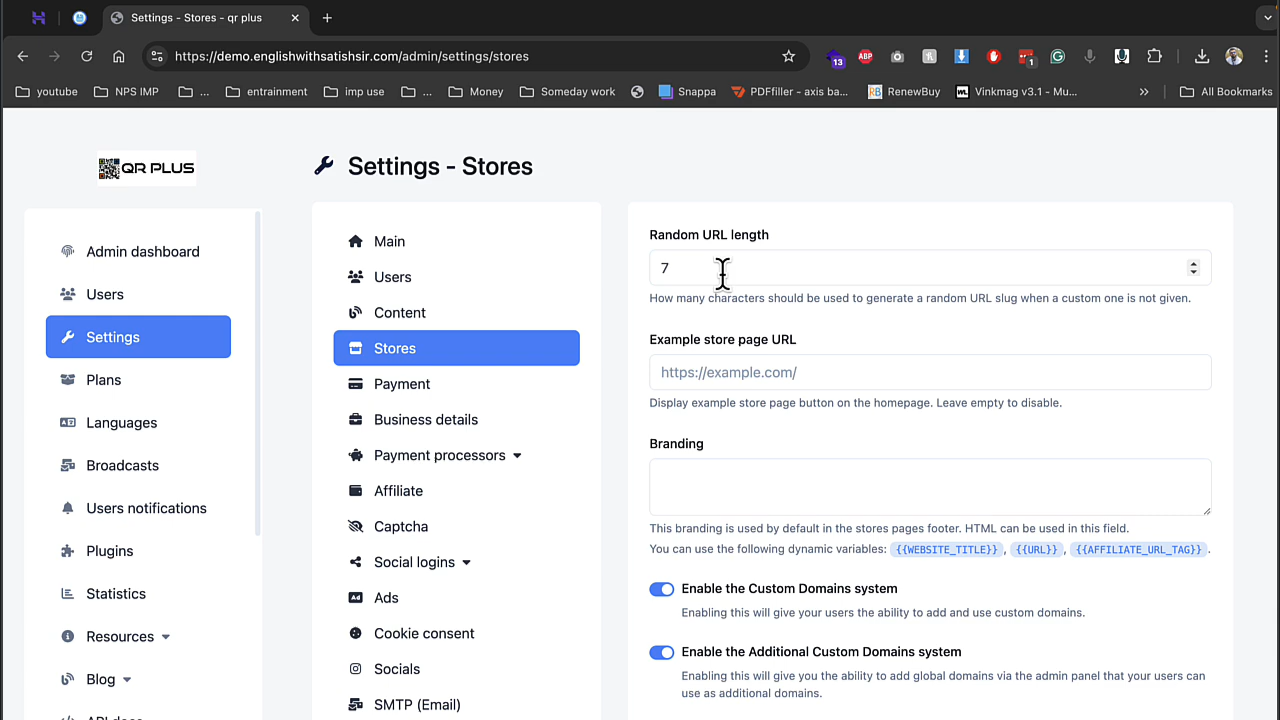 Settings - Stores - qr plus
https://demo.englishwithsatishsir.com/admin/settings/stores
13
ABP
1
youtube
NPS IMP
...
entrainment
imp use
...
Money
Someday work
Snappa
PDFfiller - axis ba...
RB
RenewBuy
WL
Vinkmag v3.1 - Mu...
»
All Bookmarks
QR PLUS
Admin dashboard
Users
Settings
Plans
Languages
Broadcasts
Users notifications
Plugins
Statistics
Resources
Blog
API docs
Settings - Stores
Main
Users
Content
Stores
Payment
Business details
Payment processors
Affiliate
Captcha
Social logins
Ads
Cookie consent
Socials
SMTP (Email)
Random URL length
7
How many characters should be used to generate a random URL slug when a custom one is not given.
Example store page URL
https://example.com/
Display example store page button on the homepage. Leave empty to disable.
Branding
This branding is used by default in the stores pages footer. HTML can be used in this field.
You can use the following dynamic variables: {{WEBSITE_TITLE}}, {{URL}}, {{AFFILIATE_URL_TAG}}.
Enable the Custom Domains system
Enabling this will give your users the ability to add and use custom domains.
Enable the Additional Custom Domains system
Enabling this will give you the ability to add global domains via the admin panel that your users can
use as additional domains.